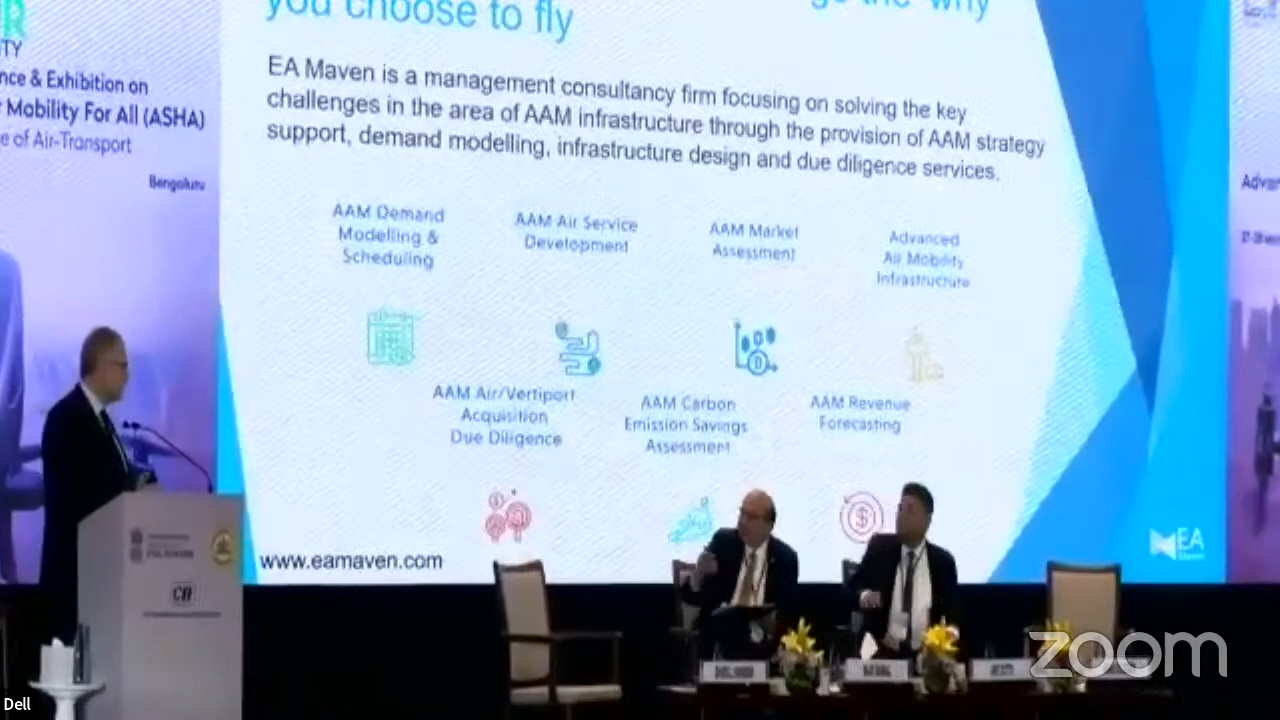 you choose to fly
EA Maven is a management consultancy firm focusing on solving the key
challenges in the area of AAM infrastructure through the provision of AAM strategy
support, demand modelling, infrastructure design and due diligence services.
AAM Demand
Modelling &
Scheduling
AAM Air Service
Development
AAM Market
Assessment
Advanced
Air Mobility
Infrastructure
AAM Air/Vertiport
Acquisition
Due Diligence
AAM Carbon
Emission Savings
Assessment
AAM Revenue
Forecasting
www.eamaven.com
EA
nce & Exhibition on
Mobility For All (ASHA)
e of Air-Transport
Bengaluru
CII
zoom
Dell